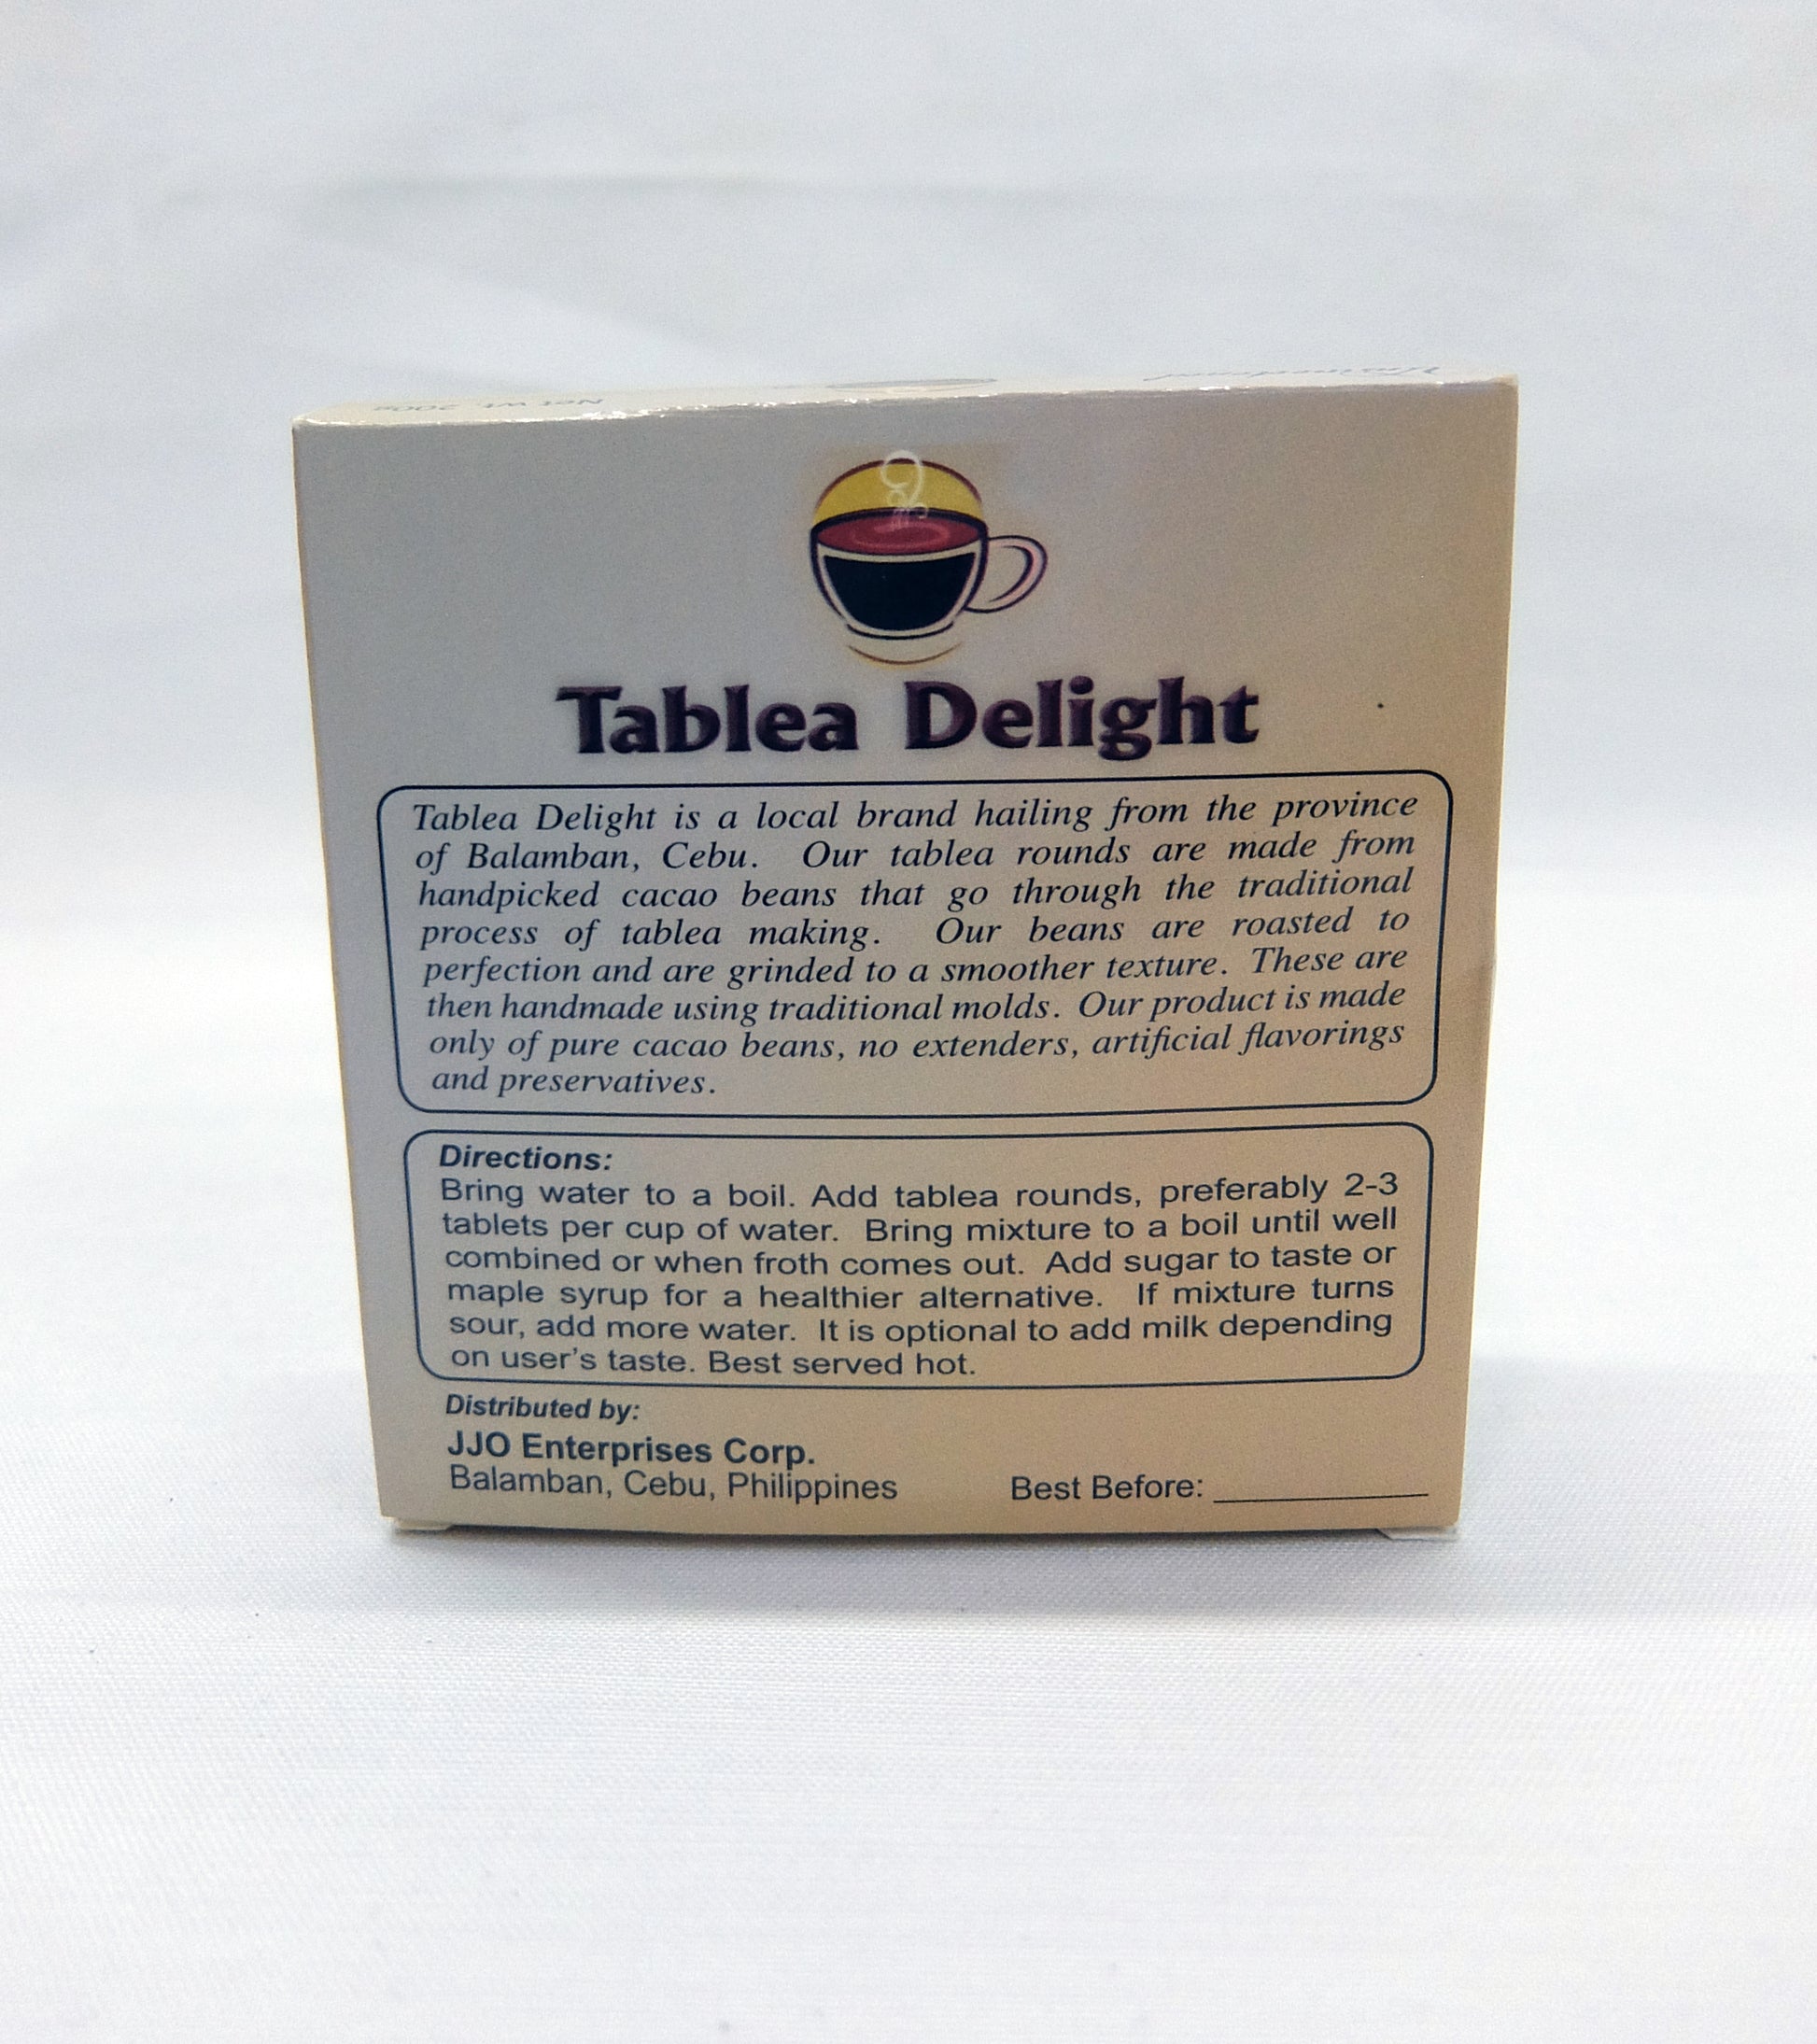 Net wt. 200g
Unsweetened
Tablea Delight
Tablea Delight is a local brand hailing from the province
of Balamban, Cebu. Our tablea rounds are made from
handpicked cacao beans that go through the traditional
process of tablea making. Our beans are roasted to
perfection and are grinded to a smoother texture. These are
then handmade using traditional molds. Our product is made
only of pure cacao beans, no extenders, artificial flavorings
and preservatives.
Directions:
Bring water to a boil. Add tablea rounds, preferably 2-3
tablets per cup of water. Bring mixture to a boil until well
combined or when froth comes out. Add sugar to taste or
maple syrup for a healthier alternative. If mixture turns
sour, add more water. It is optional to add milk depending
on user's taste. Best served hot.
Distributed by:
JJO Enterprises Corp.
Balamban, Cebu, Philippines
Best Before: ____________